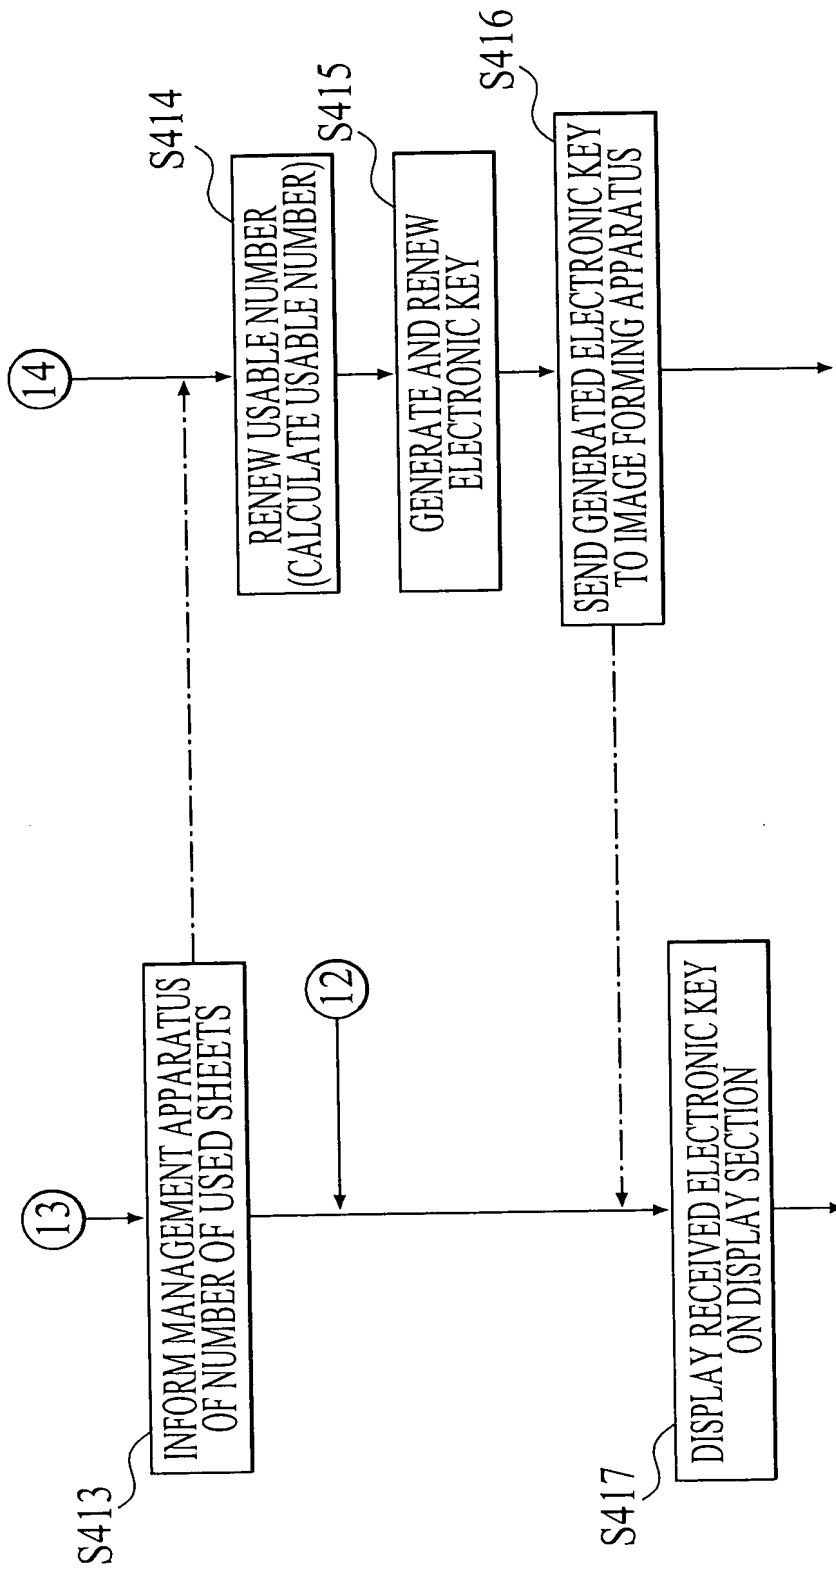 13
S413
INFORM MANAGEMENT APPARATUS
OF NUMBER OF USED SHEETS
12
S417
DISPLAY RECEIVED ELECTRONIC KEY
ON DISPLAY SECTION
14
S414
RENEW USABLE NUMBER
(CALCULATE USABLE NUMBER)
S415
GENERATE AND RENEW
ELECTRONIC KEY
S416
SEND GENERATED ELECTRONIC KEY
TO IMAGE FORMING APPARATUS